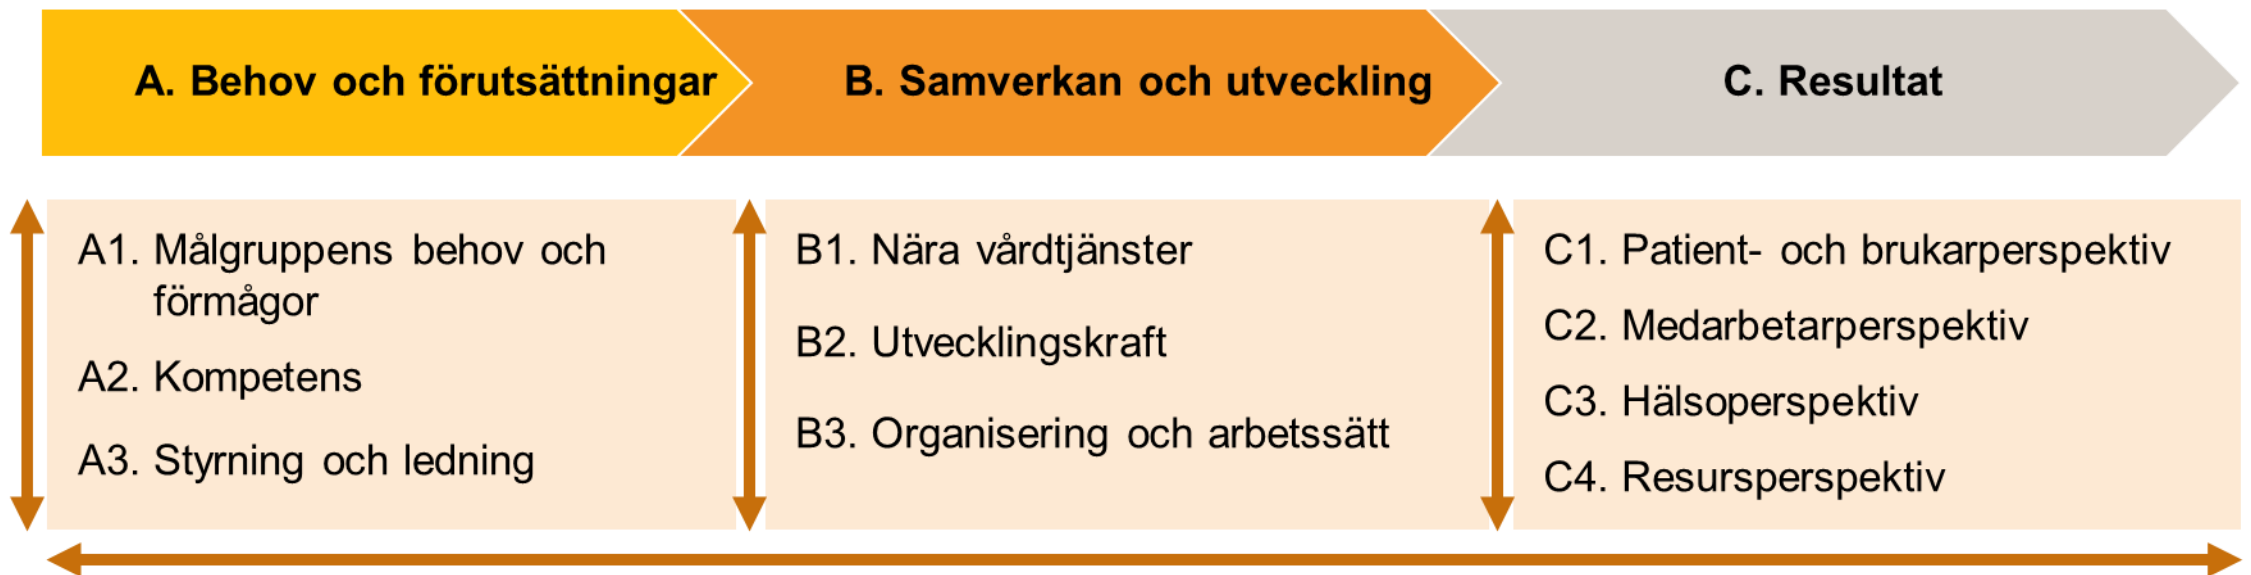 A. Behov och förutsättningar
B. Samverkan och utveckling
C. Resultat
A1. Målgruppens behov och
förmågor
A2. Kompetens
A3. Styrning och ledning
B1. Nära vårdtjänster
B2. Utvecklingskraft
B3. Organisering och arbetssätt
C1. Patient- och brukarperspektiv
C2. Medarbetarperspektiv
C3. Hälsoperspektiv
C4. Resursperspektiv